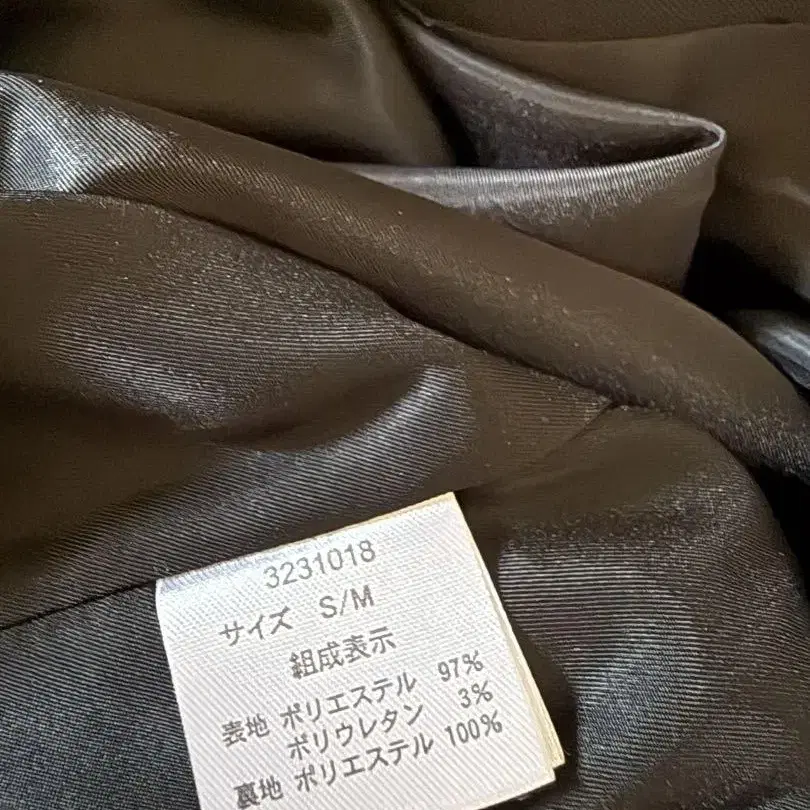 3231018
サイズ S/M
組成表示
表地 ポリエステル 97%
ポリウレタン 3%
裏地 ポリエステル 100%